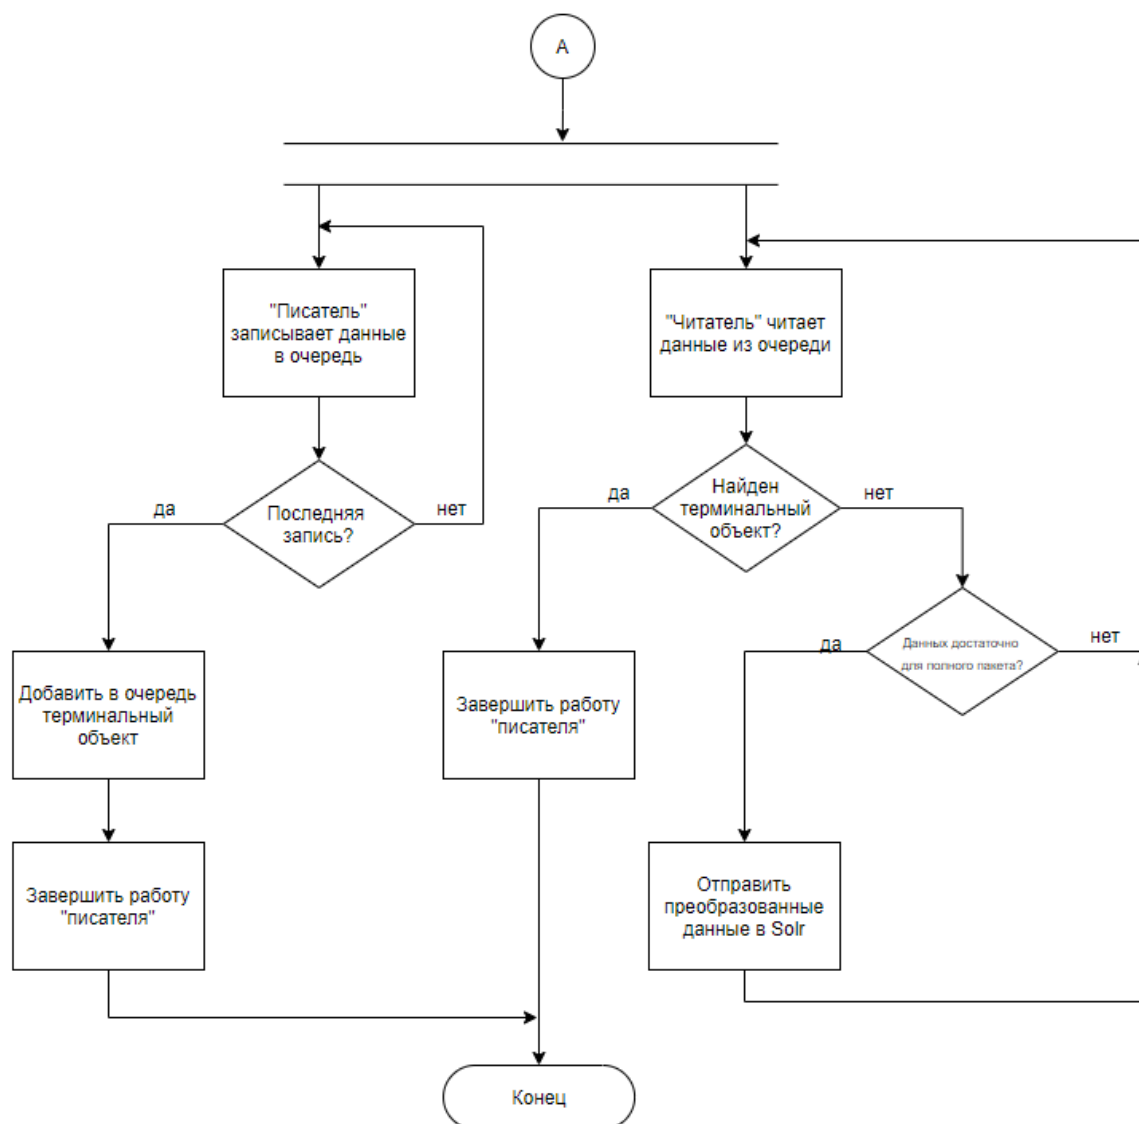 A
"Писатель"
записывает данные
в очередь
"Читатель" читает
данные из очереди
Последняя
запись?
да
нет
Найден
терминальный
объект?
да
нет
Данных достаточно
для полного пакета?
да
нет
Добавить в очередь
терминальный
объект
Завершить работу
"писателя"
Завершить работу
"писателя"
Отправить
преобразованные
данные в Solr
Конец